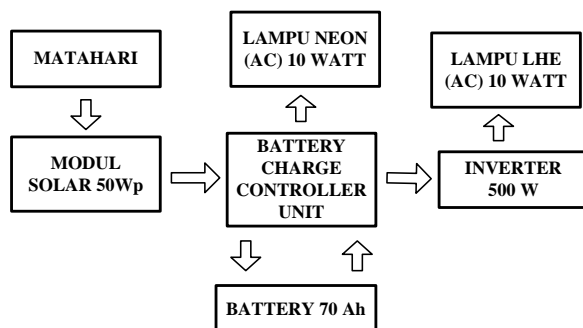 MATAHARI
LAMPU NEON
(AC) 10 WATT
LAMPU LHE
(AC) 10 WATT
MODUL
SOLAR 50Wp
BATTERY
CHARGE
CONTROLLER
UNIT
INVERTER
500 W
BATTERY 70 Ah